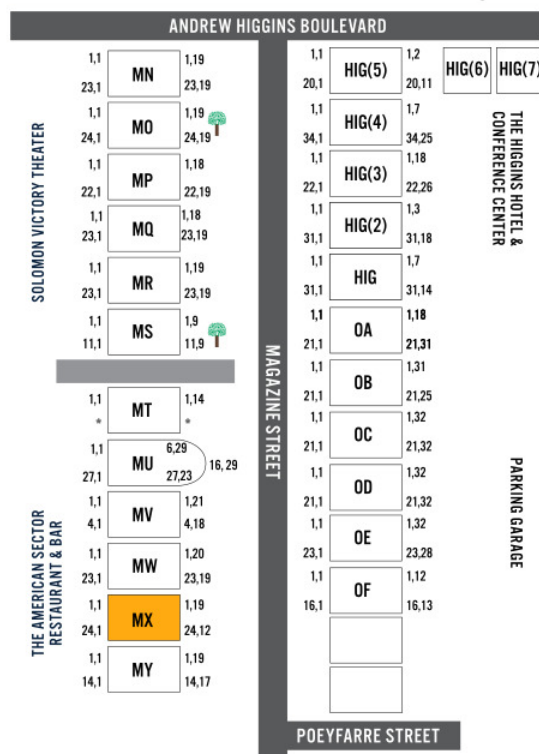 ANDREW HIGGINS BOULEVARD
SOLOMON VICTORY THEATER
1,1 MN 1,19
23,1 23,19
1,1 MO 1,19
24,1 24,19
1,1 MP 1,18
22,1 22,19
1,1 MQ 1,18
23,1 23,19
1,1 MR 1,19
23,1 23,19
1,1 MS 1,9
11,1 11,9
THE AMERICAN SECTOR
RESTAURANT & BAR
1,1 MT 1,14
* *
1,1 MU 6,29 16, 29
27,1 27,23
1,1 MV 1,21
4,1 4,18
1,1 MW 1,20
23,1 23,19
1,1 MX 1,19
24,1 24,12
1,1 MY 1,19
14,1 14,17
MAGAZINE STREET
1,1 HIG(5) 1,2 HIG(6) HIG(7)
20,1 20,11
1,1 HIG(4) 1,7
34,1 34,25
1,1 HIG(3) 1,18
22,1 22,26
1,1 HIG(2) 1,3
31,1 31,18
1,1 HIG 1,7
31,1 31,14
1,1 OA 1,18
21,1 21,31
1,1 OB 1,31
21,1 21,25
1,1 OC 1,32
21,1 21,32
1,1 OD 1,32
21,1 21,32
1,1 OE 1,32
23,1 23,28
1,1 OF 1,12
16,1 16,13
THE HIGGINS HOTEL &
CONFERENCE CENTER
PARKING GARAGE
POEYFARRE STREET